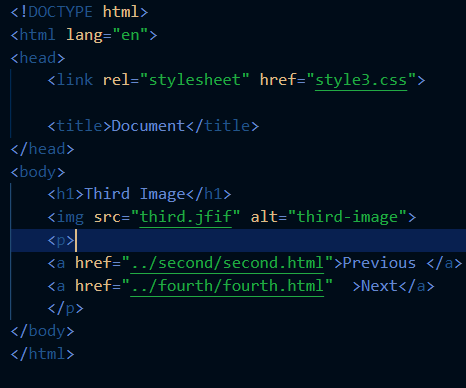 <!DOCTYPE html>
<html lang="en">
<head>
    <link rel="stylesheet" href="style3.css">

    <title>Document</title>
</head>
<body>
    <h1>Third Image</h1>
    <img src="third.jfif" alt="third-image">
    <p>
    <a href="../second/second.html">Previous </a>
    <a href="../fourth/fourth.html"  >Next</a>
    </p>
</body>
</html>